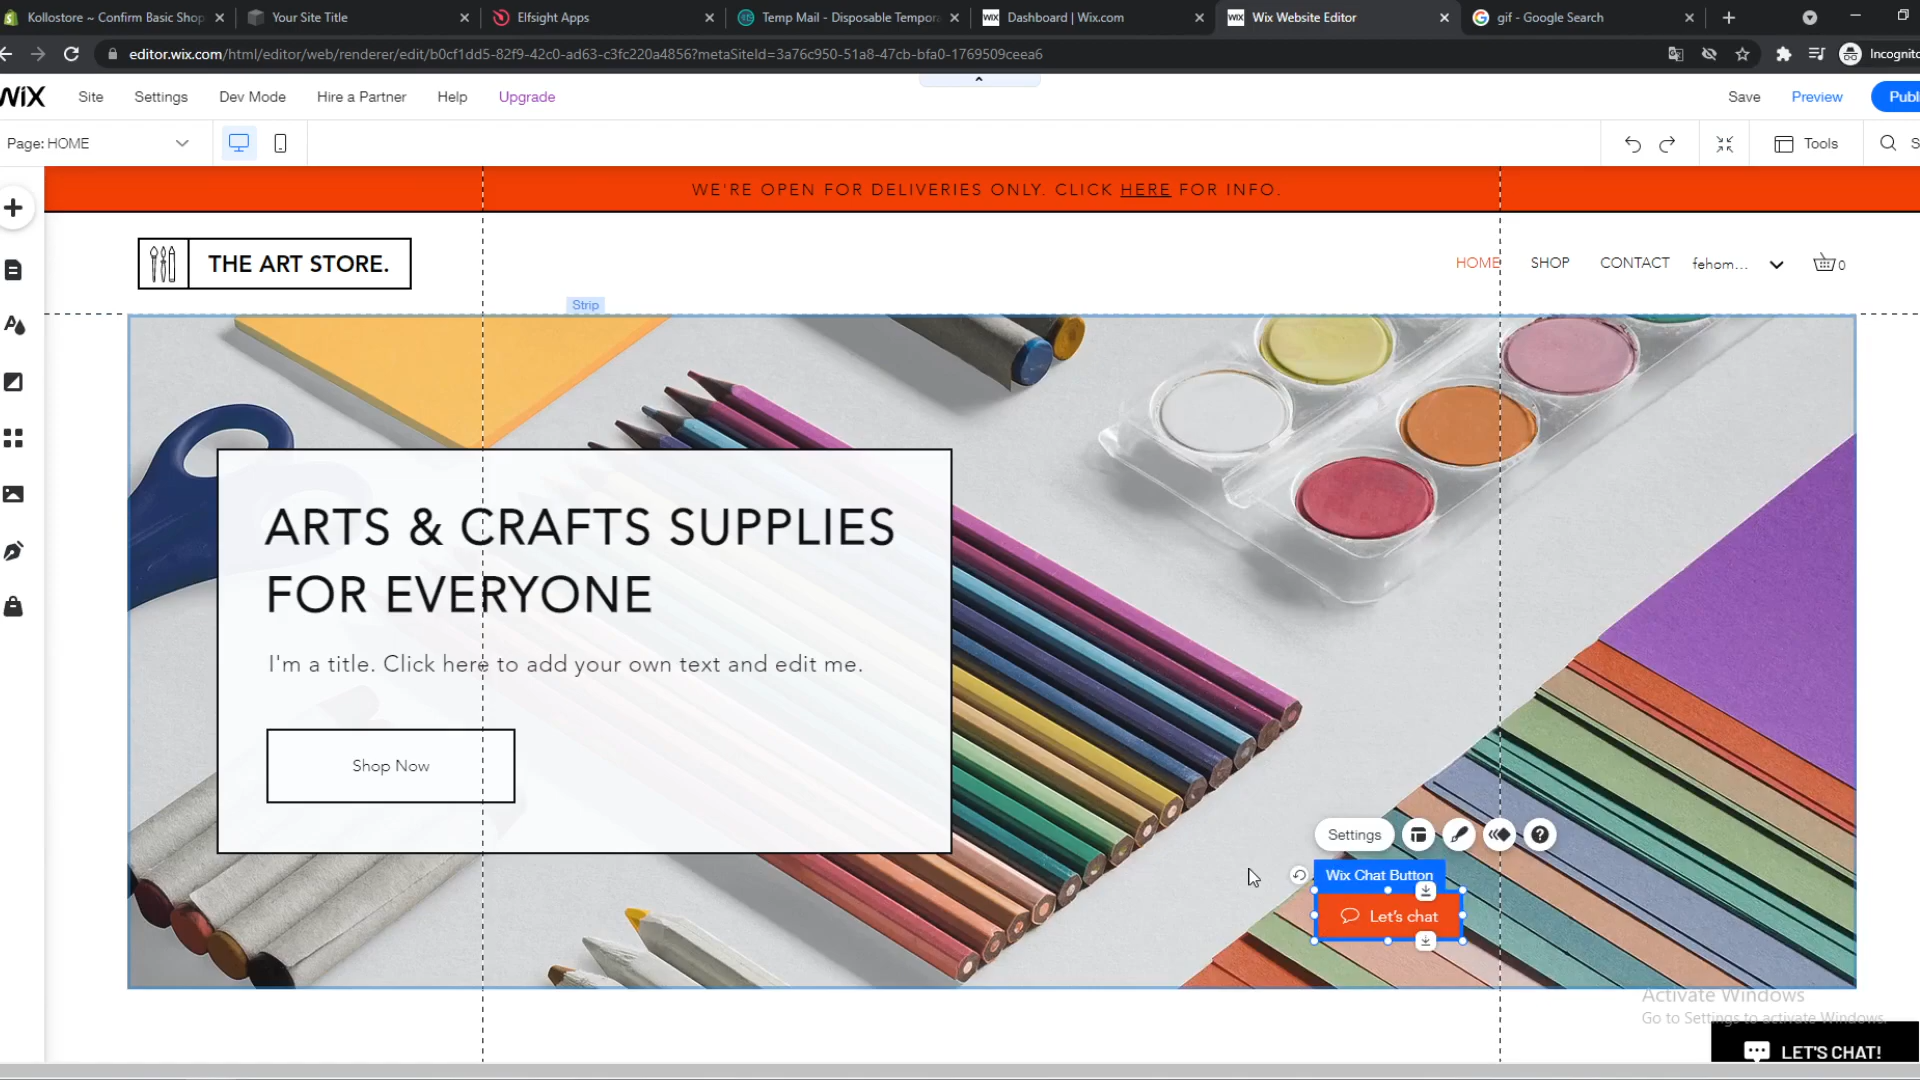 Kollostore ~ Confirm Basic Shop
Your Site Title
Elfsight Apps
Temp Mail - Disposable Tempora
WIX Dashboard | Wix.com
WIX Wix Website Editor
gif - Google Search
editor.wix.com/html/editor/web/renderer/edit/b0cf1dd5-82f9-42c0-ad63-c3fc220a4856?metaSiteId=3a76c950-51a8-47cb-bfa0-1769509ceea6
Incognito
WIX
Site
Settings
Dev Mode
Hire a Partner
Help
Upgrade
Save
Preview
Publi
Page: HOME
Tools
S
WE'RE OPEN FOR DELIVERIES ONLY. CLICK HERE FOR INFO.
THE ART STORE.
HOME
SHOP
CONTACT
fehom...
0
Strip
ARTS & CRAFTS SUPPLIES
FOR EVERYONE
I'm a title. Click here to add your own text and edit me.
Shop Now
Settings
Wix Chat Button
Let's chat
Activate Windows
Go to Settings to activate Windows.
LET'S CHAT!